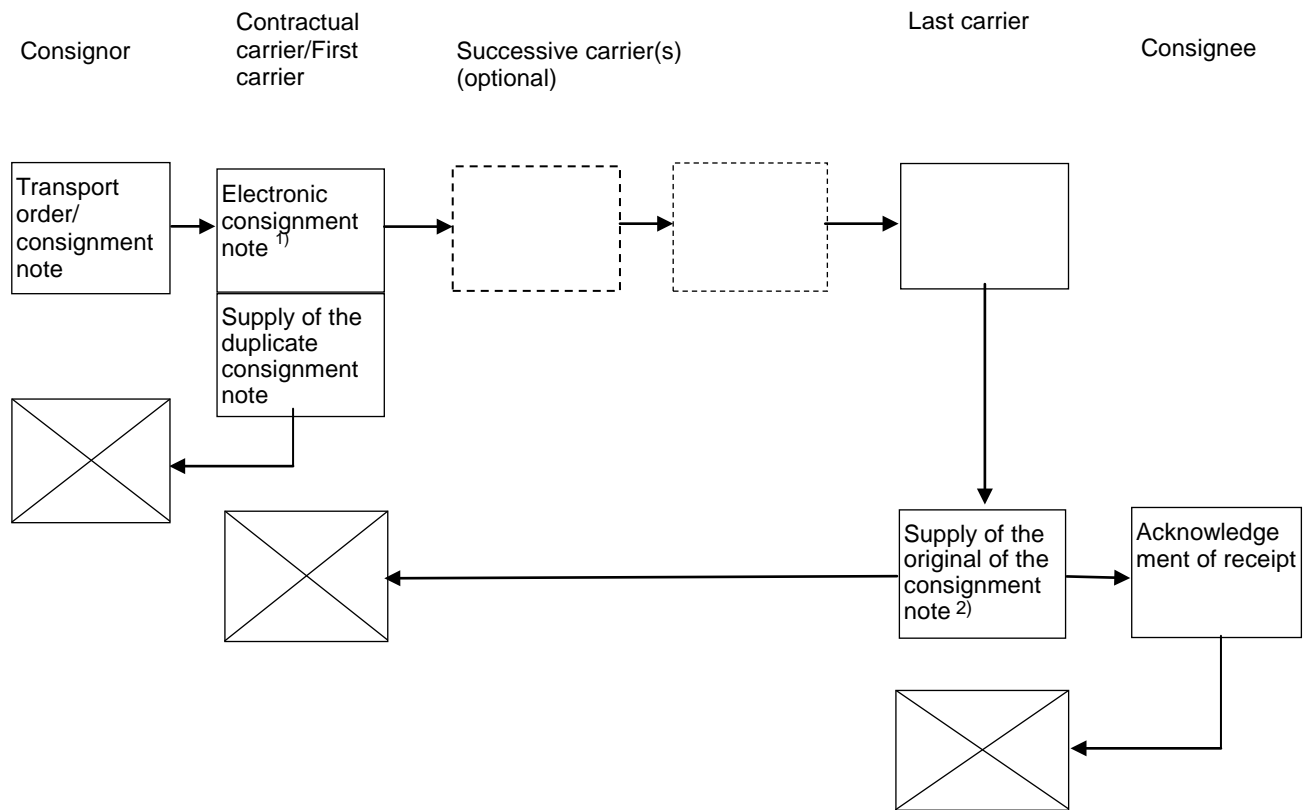 Consignor
Contractual
carrier/First
carrier
Successive carrier(s)
(optional)
Last carrier
Consignee
Transport
order/
consignment
note
Electronic
consignment
note 1)
Supply of the
duplicate
consignment
note
Supply of the
original of the
consignment
note 2)
Acknowledge
ment of receipt